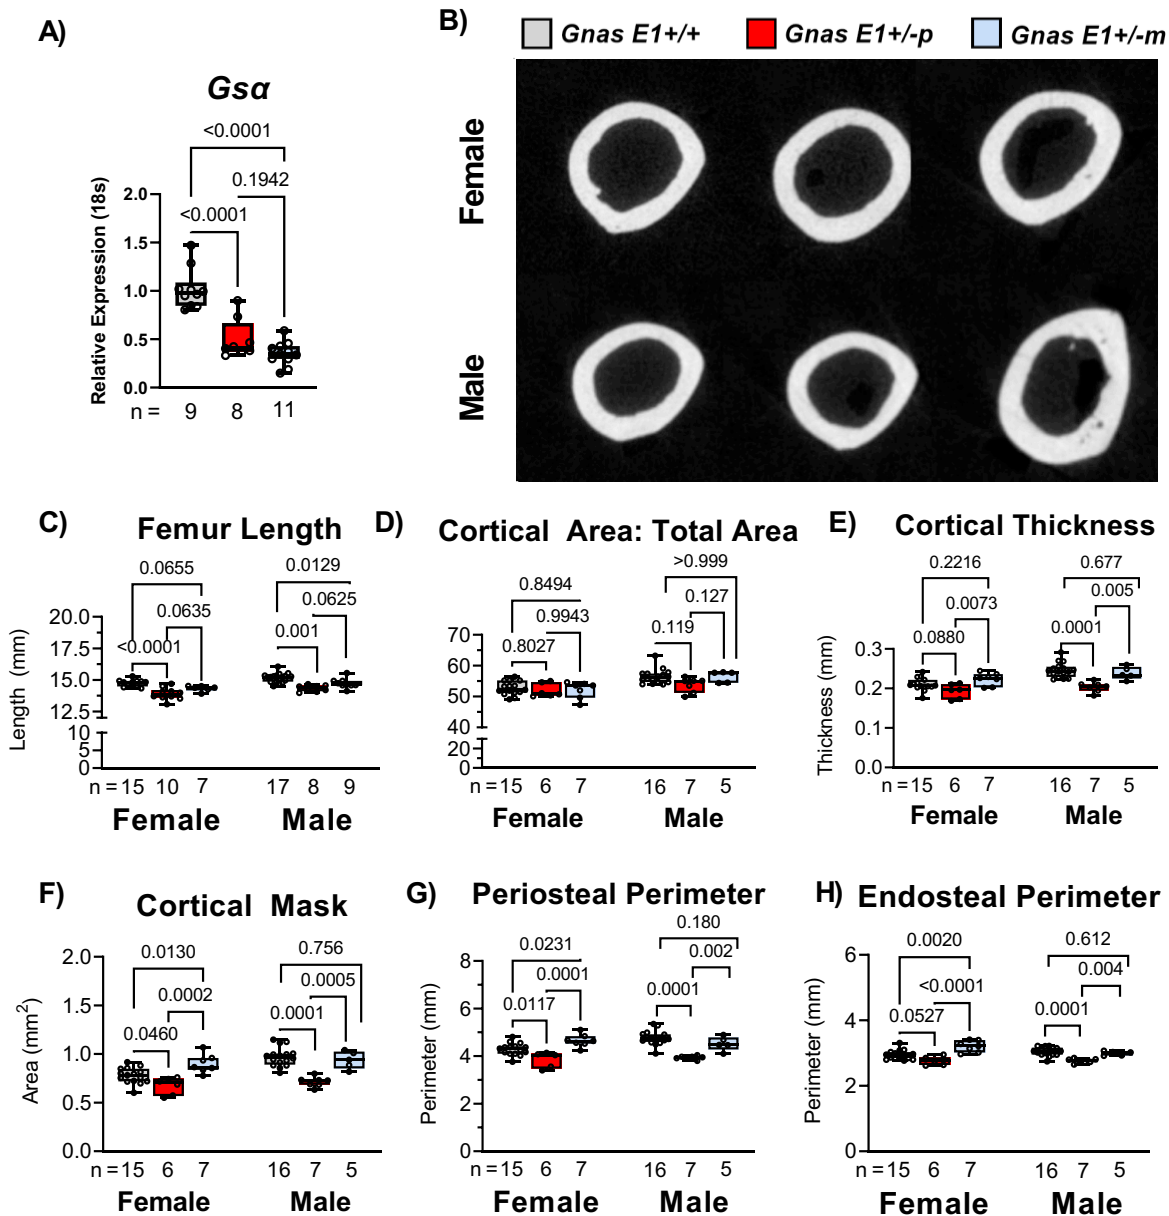 A)
B)
Gnas E1+/+ Gnas E1+/-p Gnas E1+/-m
Gsα
<0.0001
0.1942
<0.0001
Relative Expression (18s)
2.0
1.5
1.0
0.5
0.0
n = 9 8 11
Female
Male
C)
Femur Length
0.0655
0.0635
<0.0001
0.0129
0.0625
0.001
Length (mm)
20.0
17.5
15.0
12.5
10
5
0
n = 15 10 7 17 8 9
Female Male
D)
Cortical Area: Total Area
0.8494
0.9943
0.8027
>0.999
0.127
0.119
70
60
50
40
30
20
10
0
n = 15 6 7 16 7 5
Female Male
E)
Cortical Thickness
0.2216
0.0073
0.0880
0.677
0.005
0.0001
Thickness (mm)
0.3
0.2
0.1
0.0
n = 15 6 7 16 7 5
Female Male
F)
Cortical Mask
0.0130
0.0002
0.0460
0.756
0.0005
0.0001
Area (mm²)
2.0
1.5
1.0
0.5
0.0
n = 15 6 7 16 7 5
Female Male
G)
Periosteal Perimeter
0.0231
0.0001
0.0117
0.180
0.002
0.0001
Perimeter (mm)
8
6
4
2
0
n = 15 6 7 16 7 5
Female Male
H)
Endosteal Perimeter
0.0020
<0.0001
0.0527
0.612
0.004
0.0001
Perimeter (mm)
6
4
2
0
n = 15 6 7 16 7 5
Female Male